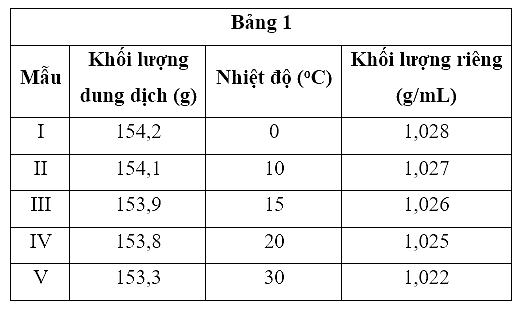 Bảng 1
Mẫu Khối lượng dung dịch (g) Nhiệt độ (°C) Khối lượng riêng (g/mL)
I 154,2 0 1,028
II 154,1 10 1,027
III 153,9 15 1,026
IV 153,8 20 1,025
V 153,3 30 1,022